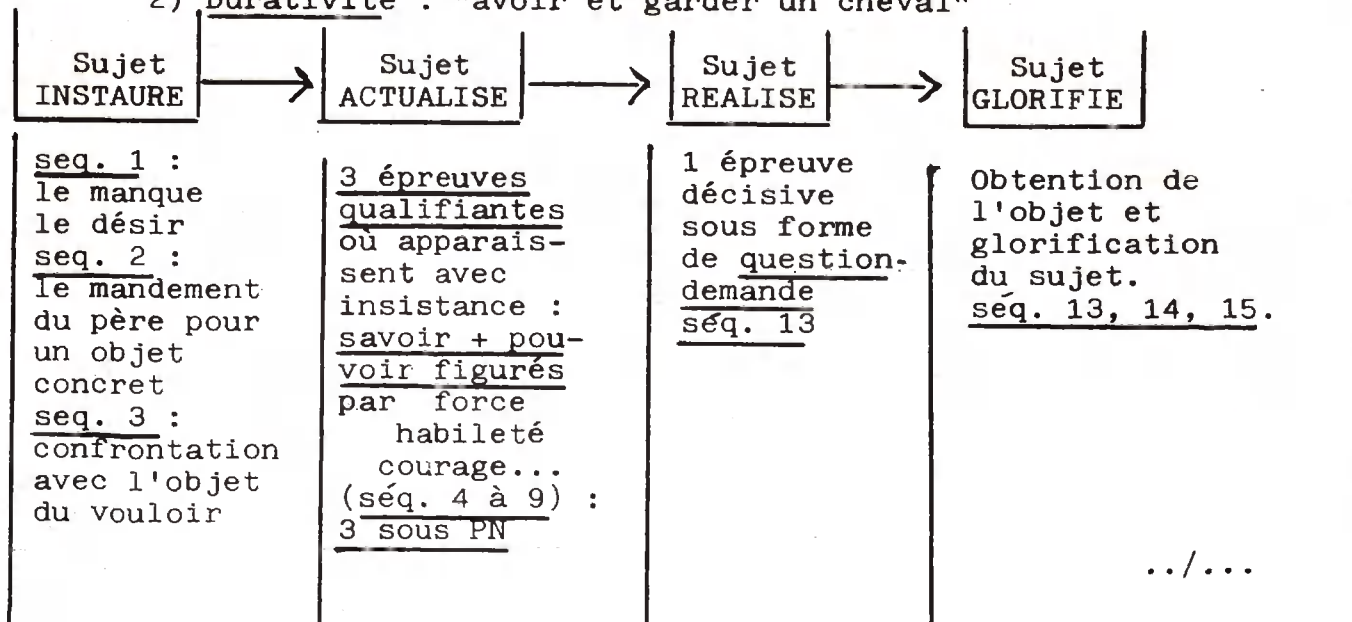 2) Durativité : "avoir et garder un cheval"
Sujet
INSTAURE
Sujet
ACTUALISE
Sujet
REALISE
Sujet
GLORIFIE
seq. 1 :
le manque
le désir
seq. 2 :
le mandement
du père pour
un objet
concret
seq. 3 :
confrontation
avec l'objet
du vouloir
3 épreuves
qualifiantes
où apparais-
sent avec
insistance :
savoir + pou-
voir figurés
par force
habileté
courage...
(séq. 4 à 9) :
3 sous PN
1 épreuve
décisive
sous forme
de question-
demande
séq. 13
Obtention de
l'objet et
glorification
du sujet.
séq. 13, 14, 15.
../...